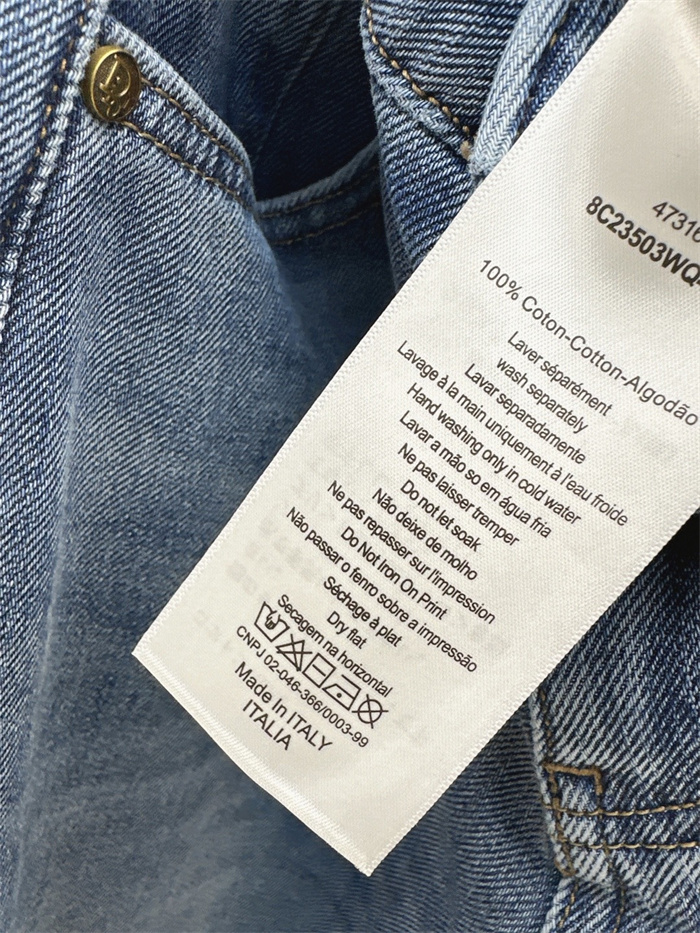 47316
8C23503WQ
100% Coton-Cotton-Algodão
Laver séparément
wash separately
Lavar separadamente
Lavage à la main uniquement à l'eau froide
Hand washing only in cold water
Lavar a mão so em água fria
Ne pas laisser tremper
Do not let soak
Não deixe de molho
Ne pas repasser sur l'impression
Do Not Iron On Print
Não passar o fenro sobre a impressão
Séchage à plat
Dry flat
Secagem na horizontal
CNPJ 02-046-366/0003-99
Made In ITALY
ITALIA